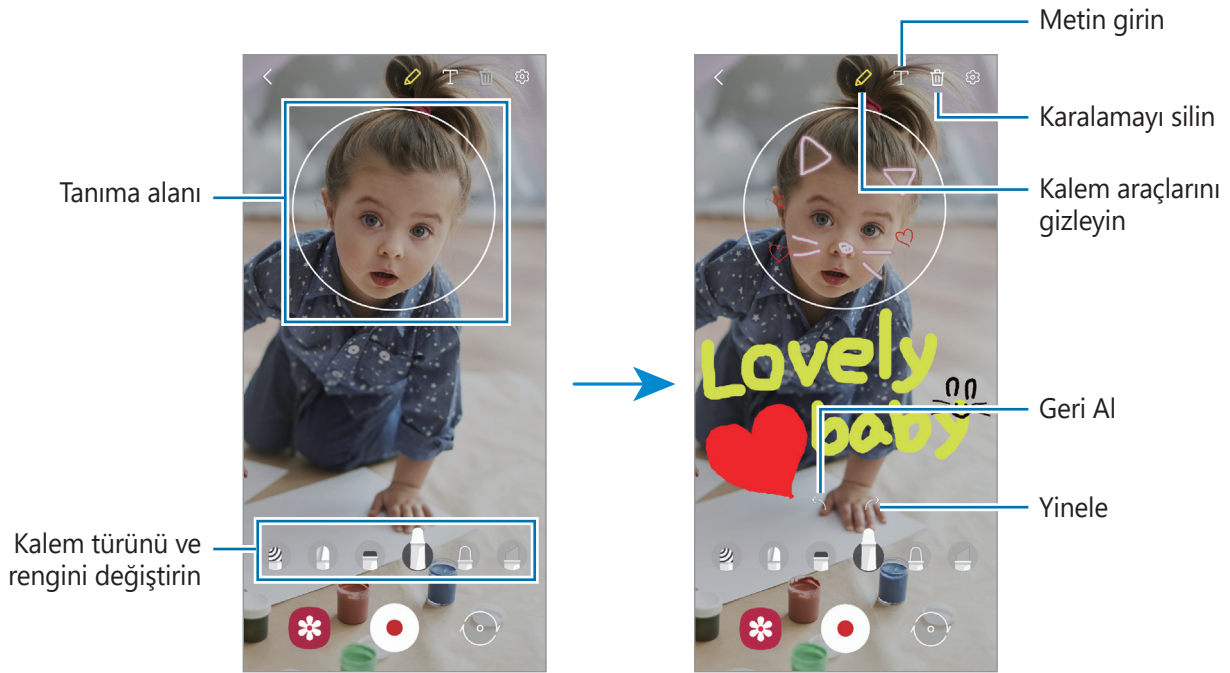 Metin girin
Karalamayı silin
Tanıma alanı
Kalem araçlarını
gizleyin
T
T
Lovely
baby
Geri Al
Yinele
Kalem türünü ve
rengini değiştirin